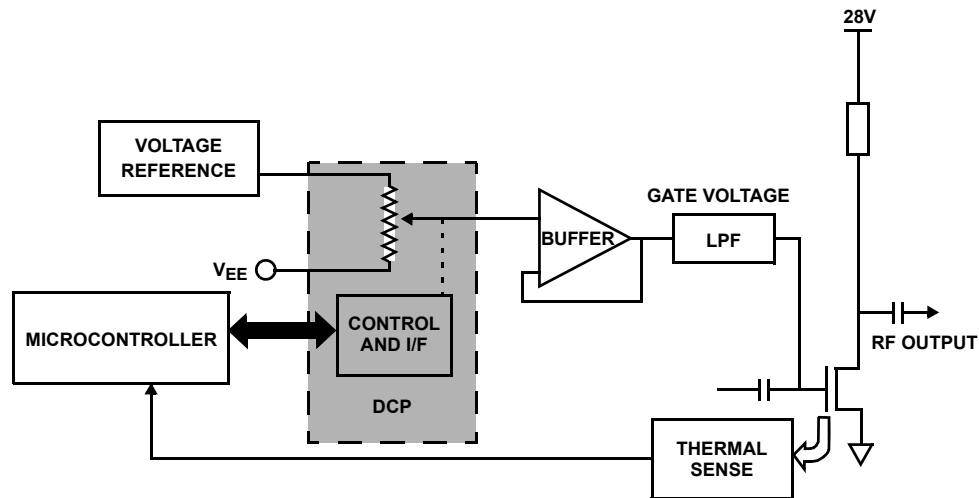 28V
VOLTAGE
REFERENCE
GATE VOLTAGE
BUFFER
LPF
VEE
MICROCONTROLLER
CONTROL
AND I/F
RF OUTPUT
DCP
THERMAL
SENSE